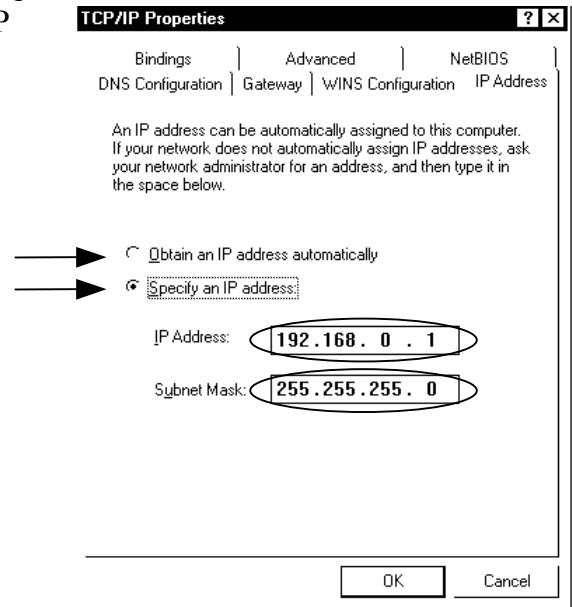 P
TCP/IP Properties ? ×
Bindings Advanced NetBIOS
DNS Configuration Gateway WINS Configuration IP Address
An IP address can be automatically assigned to this computer.
If your network does not automatically assign IP addresses, ask
your network administrator for an address, and then type it in
the space below.
Obtain an IP address automatically
Specify an IP address:
IP Address: 192.168. 0 . 1
Subnet Mask: 255.255.255. 0
OK Cancel